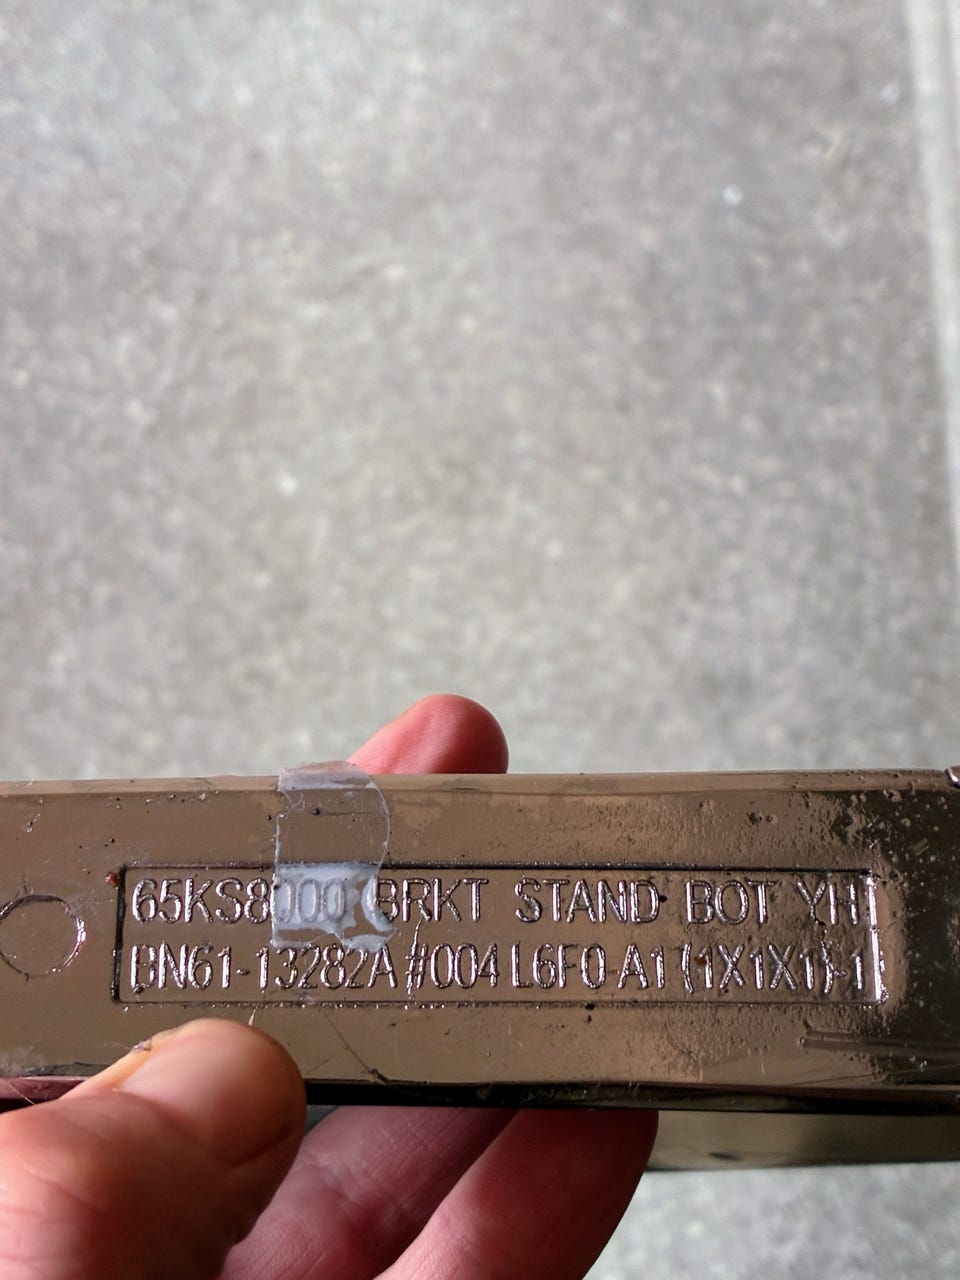 65KS8000 BRKT STAND BOT YH
BN61-13282A #004 L6F0-A1 (1X1X1)-1